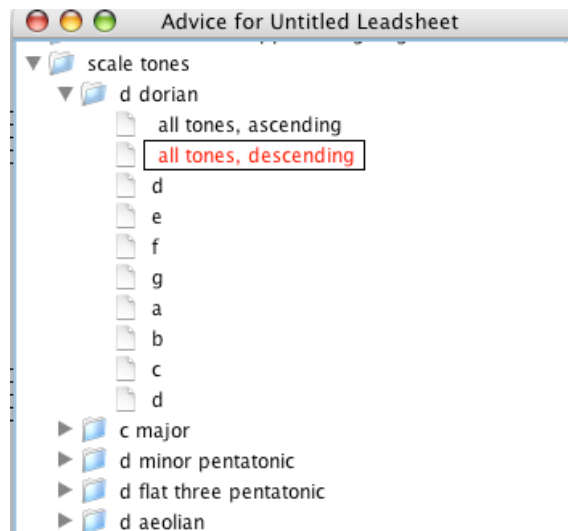 Advice for Untitled Leadsheet
scale tones
d dorian
all tones, ascending
all tones, descending
d
e
f
g
a
b
c
d
c major
d minor pentatonic
d flat three pentatonic
d aeolian